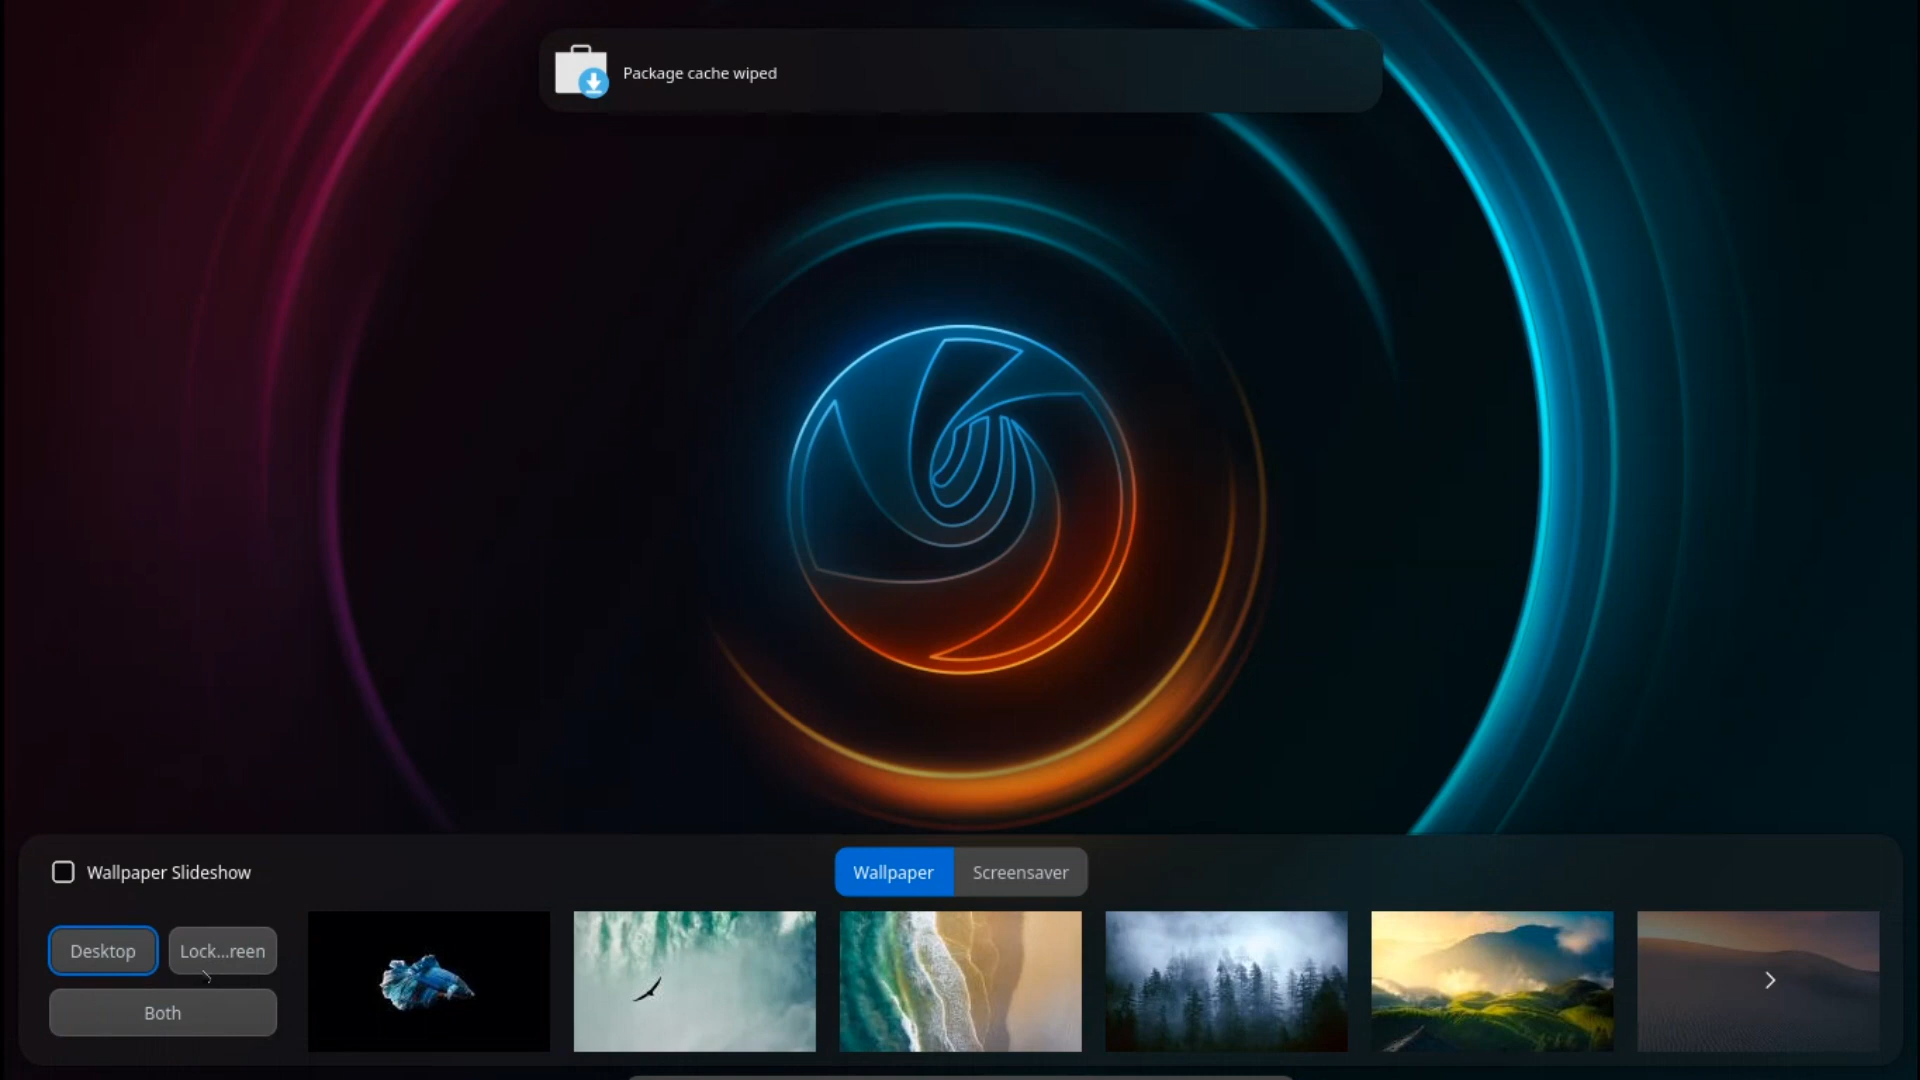 Package cache wiped
Wallpaper Slideshow
Wallpaper
Screensaver
Desktop
Lock...reen
Both